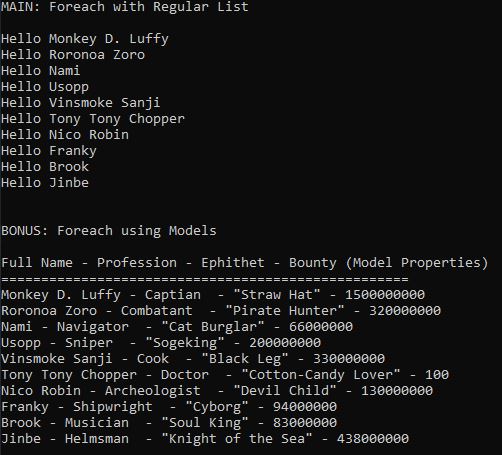 MAIN: Foreach with Regular List
Hello Monkey D. Luffy
Hello Roronoa Zoro
Hello Nami
Hello Usopp
Hello Vinsmoke Sanji
Hello Tony Tony Chopper
Hello Nico Robin
Hello Franky
Hello Brook
Hello Jinbe
BONUS: Foreach using Models
Full Name - Profession - Ephithet - Bounty (Model Properties)
===================================================
Monkey D. Luffy - Captian  - "Straw Hat" - 1500000000
Roronoa Zoro - Combatant  - "Pirate Hunter" - 320000000
Nami - Navigator  - "Cat Burglar" - 66000000
Usopp - Sniper  - "Sogeking" - 200000000
Vinsmoke Sanji - Cook  - "Black Leg" - 330000000
Tony Tony Chopper - Doctor  - "Cotton-Candy Lover" - 100
Nico Robin - Archeologist  - "Devil Child" - 130000000
Franky - Shipwright  - "Cyborg" - 94000000
Brook - Musician  - "Soul King" - 83000000
Jinbe - Helmsman  - "Knight of the Sea" - 438000000